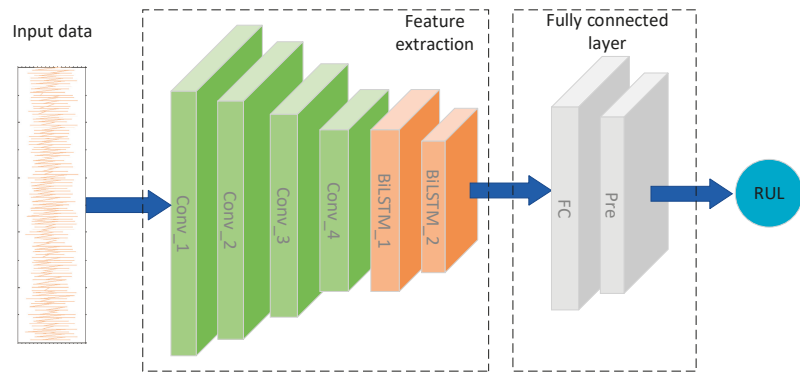 Input data
Feature
extraction
Fully connected
layer
Conv_1
Conv_2
Conv_3
Conv_4
BiLSTM_1
BiLSTM_2
FC
Pre
RUL